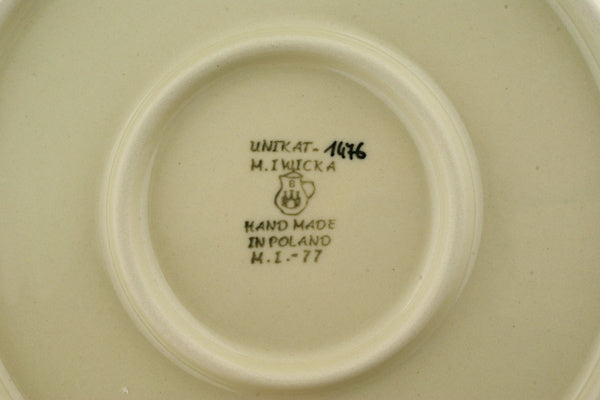 UNIKAT-1476
M.IWICKA
B
HAND MADE
IN POLAND
M.I.-77